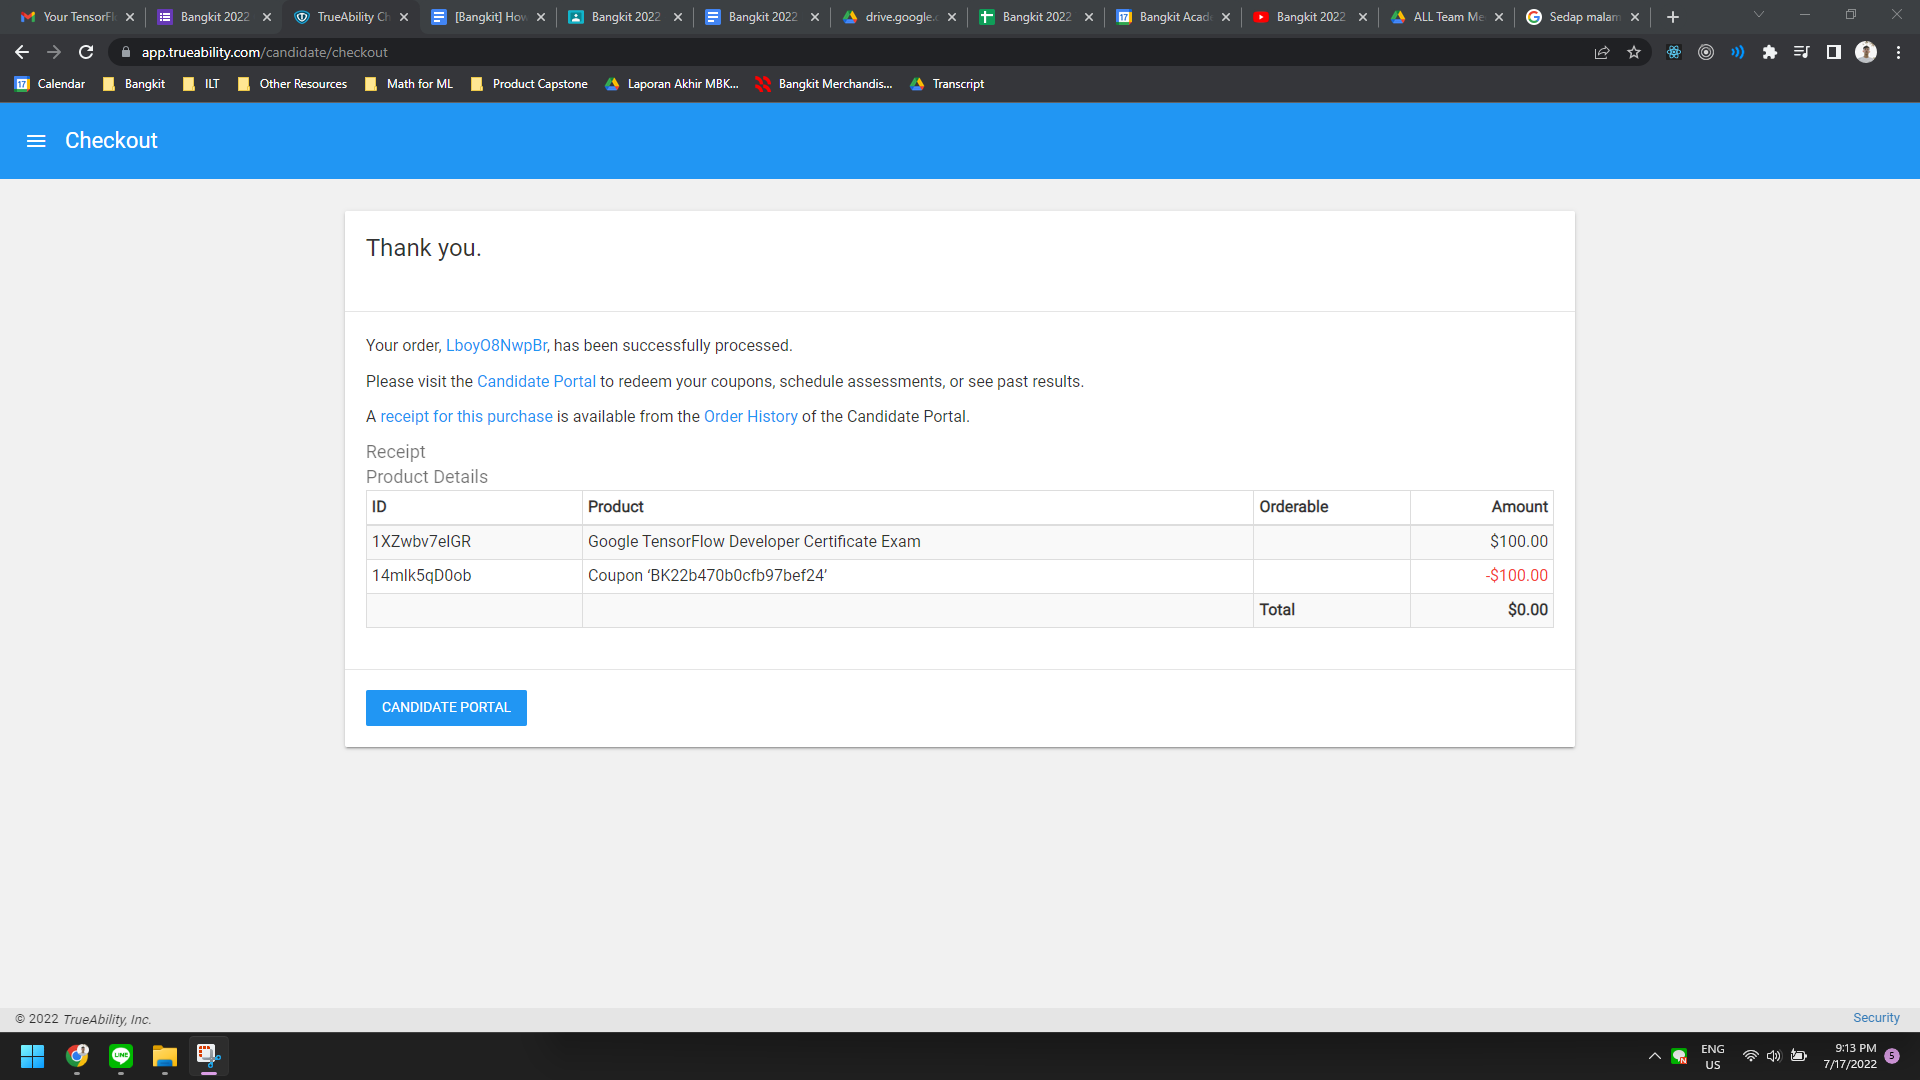 Your TensorFl
Bangkit 2022
TrueAbility Ch
[Bangkit] How
Bangkit 2022
Bangkit 2022
drive.google.
Bangkit 2022
Bangkit Acad
Bangkit 2022
ALL Team Me
Sedap malam
app.trueability.com/candidate/checkout
Calendar
Bangkit
ILT
Other Resources
Math for ML
Product Capstone
Laporan Akhir MBK...
Bangkit Merchandis...
Transcript
Checkout
Thank you.
Your order, LboyO8NwpBr, has been successfully processed.
Please visit the Candidate Portal to redeem your coupons, schedule assessments, or see past results.
A receipt for this purchase is available from the Order History of the Candidate Portal.
Receipt
Product Details
ID Product Orderable Amount
1XZwbv7elGR Google TensorFlow Developer Certificate Exam $100.00
14mlk5qD0ob Coupon ‘BK22b470b0cfb97bef24’ -$100.00
Total $0.00
CANDIDATE PORTAL
© 2022 TrueAbility, Inc.
Security
ENG
US
9:13 PM
7/17/2022
5